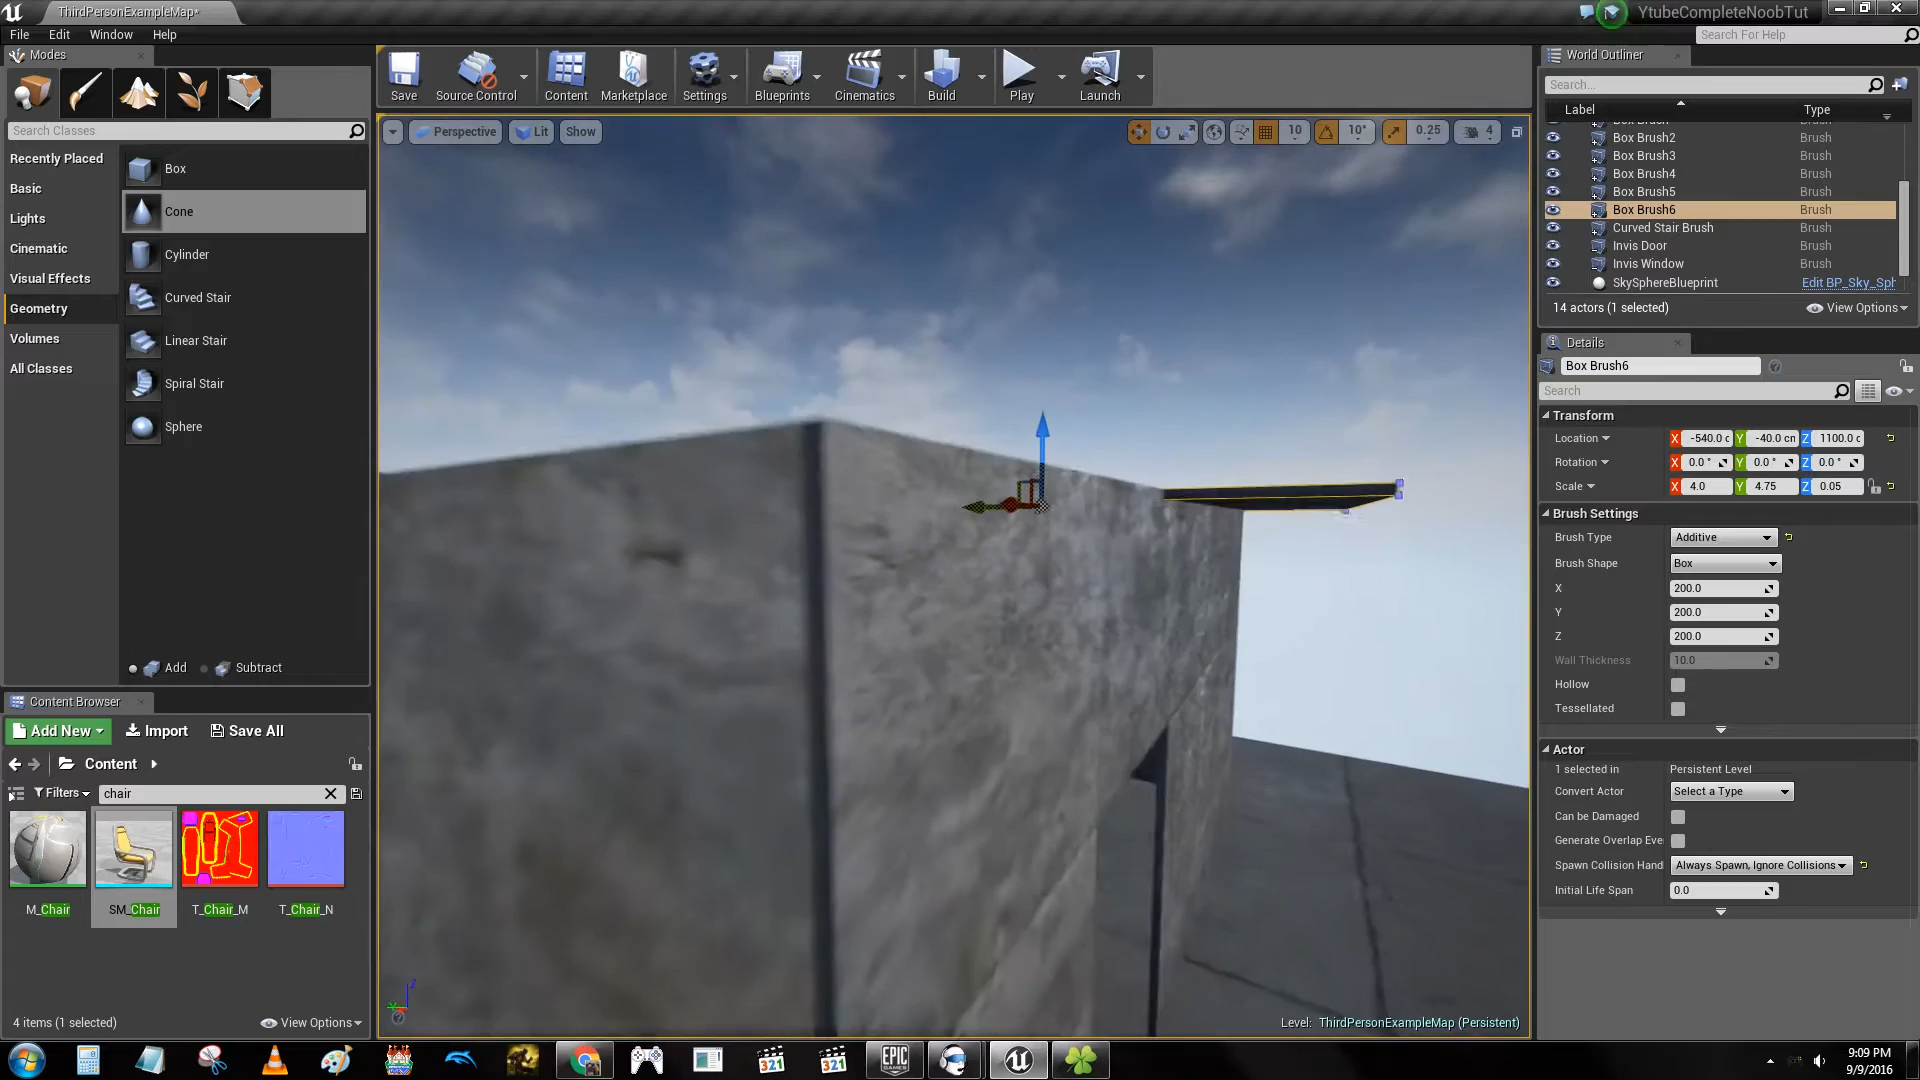 ThirdPersonExampleMap*
YtubeCompleteNoobTut
File Edit Window Help
Search For Help
Modes
Search Classes
Recently Placed
Basic
Lights
Cinematic
Visual Effects
Geometry
Volumes
All Classes
Box
Cone
Cylinder
Curved Stair
Linear Stair
Spiral Stair
Sphere
Add Subtract
Save Source Control Content Marketplace Settings Blueprints Cinematics Build Play Launch
Perspective Lit Show
10 10° 0.25 4
World Outliner
Search...
Label Type
Box Brush2 Brush
Box Brush3 Brush
Box Brush4 Brush
Box Brush5 Brush
Box Brush6 Brush
Curved Stair Brush Brush
Invis Door Brush
Invis Window Brush
SkySphereBlueprint Edit BP_Sky_Sph
14 actors (1 selected) View Options
Details
Box Brush6
Search
Transform
Location X -540.0 c Y -40.0 cm Z 1100.0 c
Rotation X 0.0 ° Y 0.0 ° Z 0.0 °
Scale X 4.0 Y 4.75 Z 0.05
Brush Settings
Brush Type Additive
Brush Shape Box
X 200.0
Y 200.0
Z 200.0
Wall Thickness 10.0
Hollow
Tessellated
Actor
1 selected in Persistent Level
Convert Actor Select a Type
Can be Damaged
Generate Overlap Eve
Spawn Collision Hand Always Spawn, Ignore Collisions
Initial Life Span 0.0
Content Browser
Add New Import Save All
Content
Filters chair
M_Chair SM_Chair T_Chair_M T_Chair_N
4 items (1 selected) View Options
Level: ThirdPersonExampleMap (Persistent)
321 321 EPIC GAMES
9:09 PM
9/9/2016